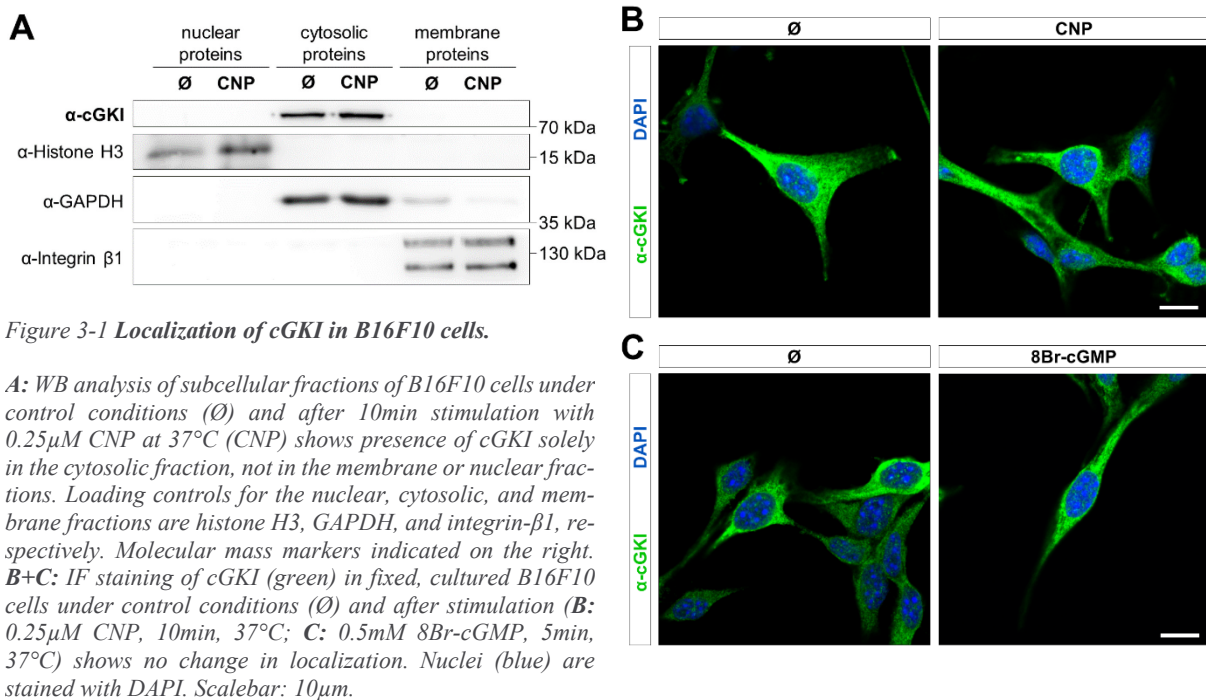 A
nuclear proteins
cytosolic proteins
membrane proteins
Ø CNP Ø CNP Ø CNP
α-cGKI
70 kDa
α-Histone H3
15 kDa
α-GAPDH
35 kDa
α-Integrin β1
130 kDa
Figure 3-1 Localization of cGKI in B16F10 cells.
A: WB analysis of subcellular fractions of B16F10 cells under
control conditions (Ø) and after 10min stimulation with
0.25µM CNP at 37°C (CNP) shows presence of cGKI solely
in the cytosolic fraction, not in the membrane or nuclear frac-
tions. Loading controls for the nuclear, cytosolic, and mem-
brane fractions are histone H3, GAPDH, and integrin-β1, re-
spectively. Molecular mass markers indicated on the right.
B+C: IF staining of cGKI (green) in fixed, cultured B16F10
cells under control conditions (Ø) and after stimulation (B:
0.25µM CNP, 10min, 37°C; C: 0.5mM 8Br-cGMP, 5min,
37°C) shows no change in localization. Nuclei (blue) are
stained with DAPI. Scalebar: 10µm.
B
Ø
CNP
α-cGKI DAPI
C
Ø
8Br-cGMP
α-cGKI DAPI